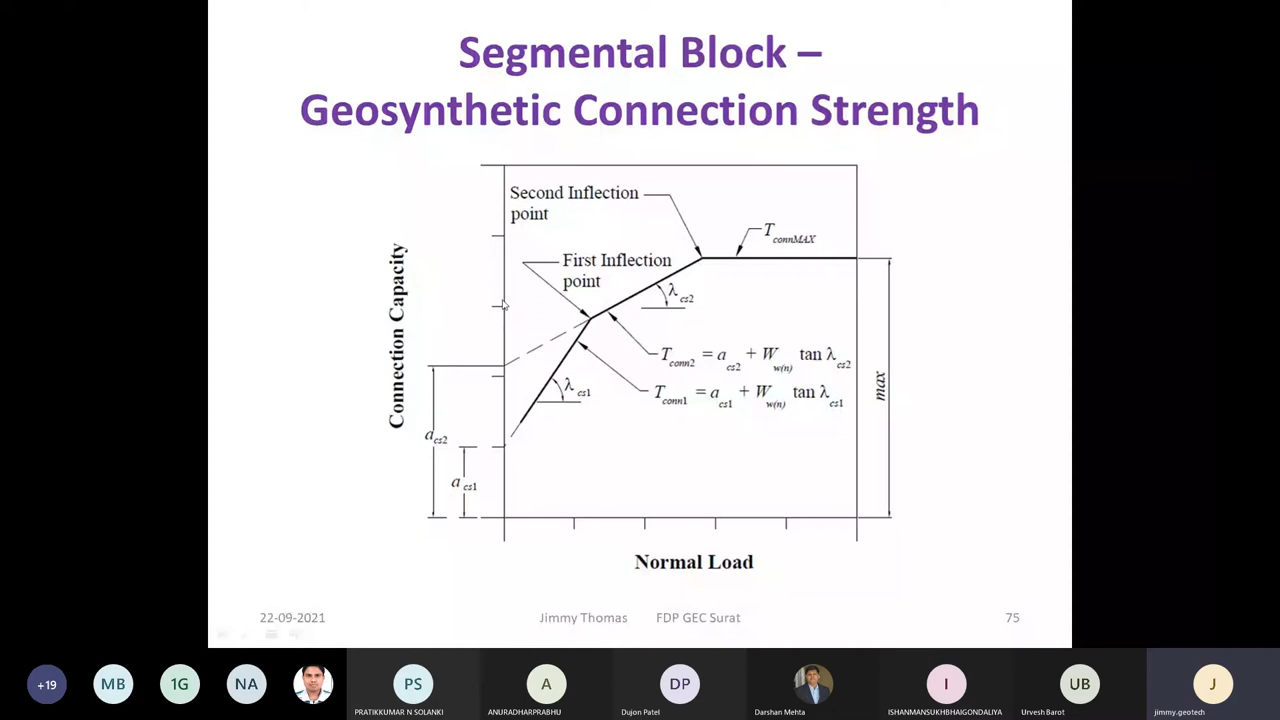 Segmental Block –
Geosynthetic Connection Strength
Second Inflection
point
T connMAX
First Inflection
point
λ cs2
T conn2 = a cs2 + W w(n) tan λ cs2
T conn1 = a cs1 + W w(n) tan λ cs1
λ cs1
Connection Capacity
max
a cs2
a cs1
Normal Load
22-09-2021
Jimmy Thomas FDP GEC Surat
75
+19
MB
1G
NA
PS
PRATIKKUMAR N SOLANKI
A
ANURADHARPRABHU
DP
Dujon Patel
Darshan Mehta
I
ISHANMANSUKHBHAIGONDALIYA
UB
Urvesh Barot
J
jimmy.geotech